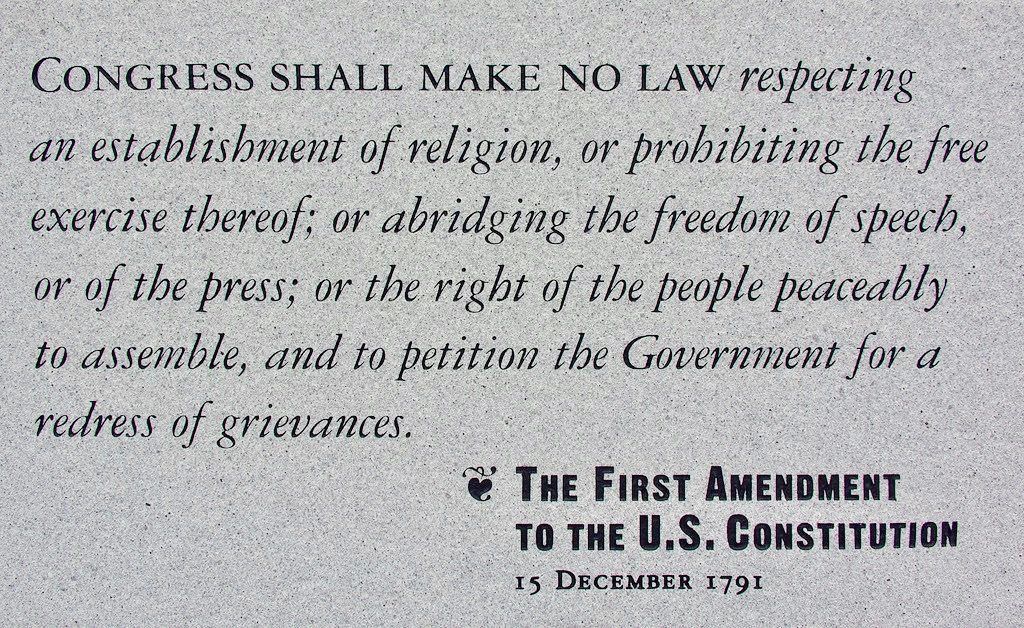 CONGRESS SHALL MAKE NO LAW respecting
an establishment of religion, or prohibiting the free
exercise thereof; or abridging the freedom of speech,
or of the press; or the right of the people peaceably
to assemble, and to petition the Government for a
redress of grievances.
❦ THE FIRST AMENDMENT
TO THE U.S. CONSTITUTION
15 DECEMBER 1791